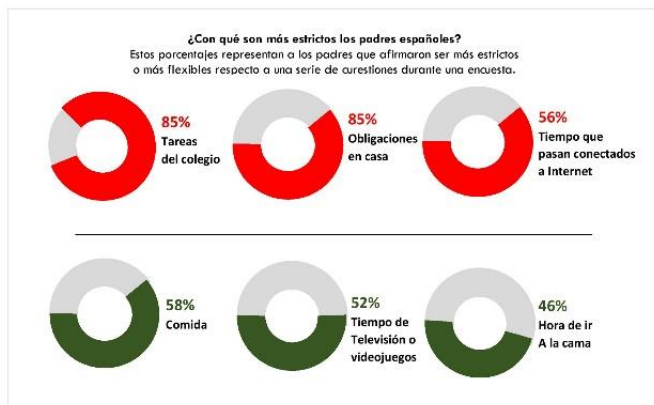 ¿Con qué son más estrictos los padres españoles?
Estos porcentajes representan a los padres que afirmaron ser más estrictos
o más flexibles respecto a una serie de curestiones durante una encuesta.
85%
Tareas
del colegio
85%
Obligaciones
en casa
56%
Tiempo que
pasan conectados
a Internet
58%
Comida
52%
Tiempo de
Televisión o
videojuegos
46%
Hora de ir
A la cama